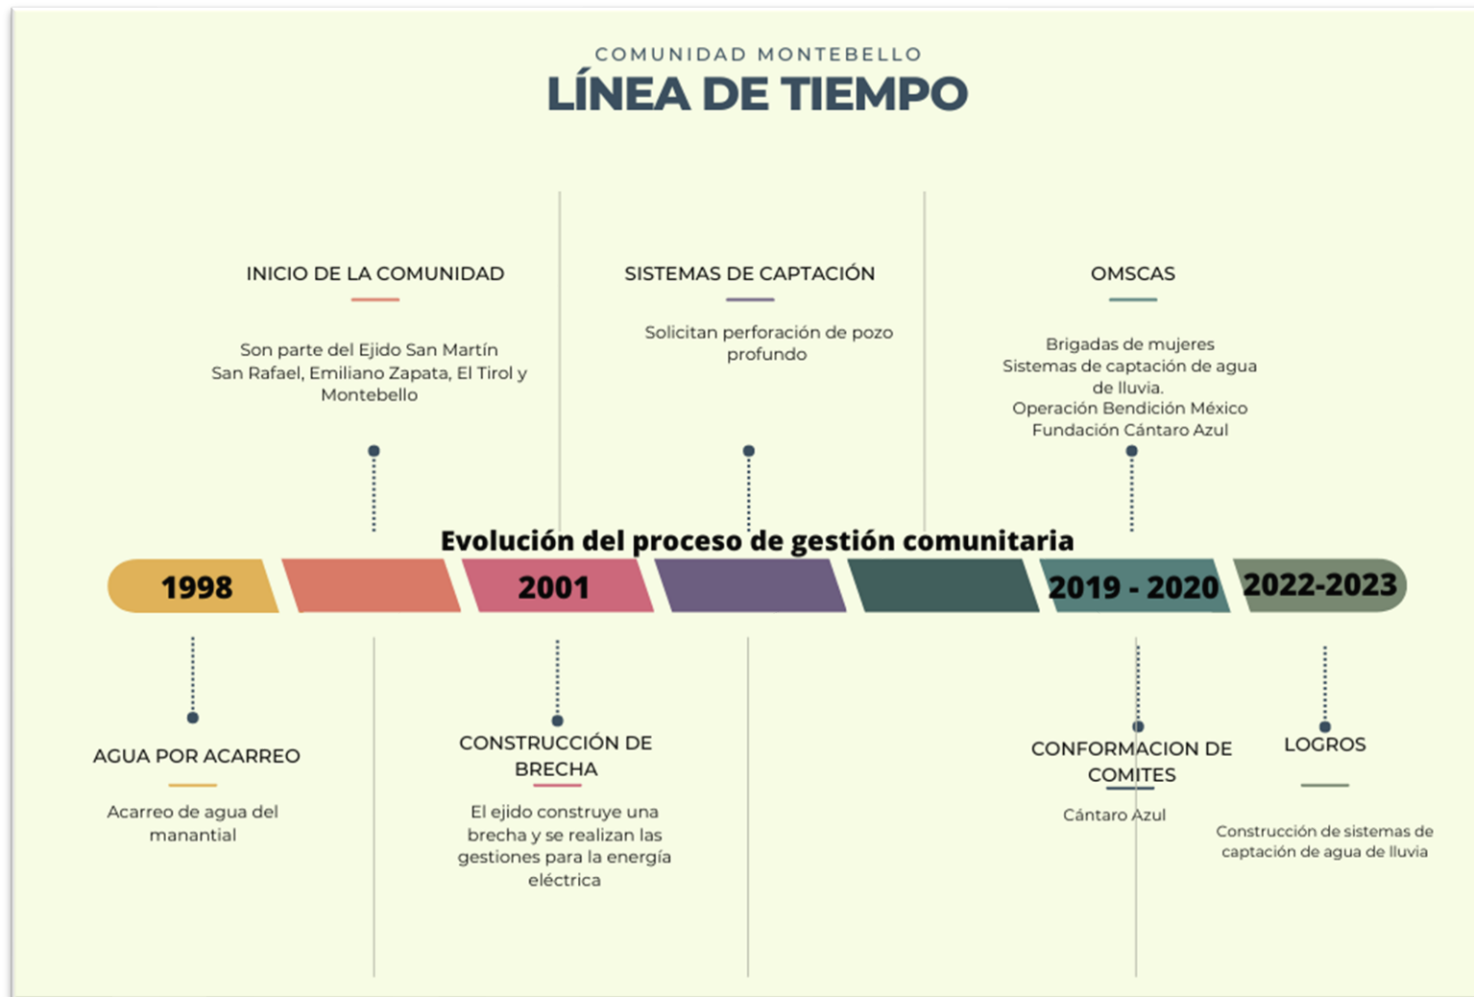 COMUNIDAD MONTEBELLO
LÍNEA DE TIEMPO
INICIO DE LA COMUNIDAD
Son parte del Ejido San Martín
San Rafael, Emiliano Zapata, El Tirol y
Montebello
SISTEMAS DE CAPTACIÓN
Solicitan perforación de pozo
profundo
OMSCAS
Brigadas de mujeres
Sistemas de captación de agua
de lluvia.
Operación Bendición México
Fundación Cántaro Azul
Evolución del proceso de gestión comunitaria
1998
2001
2019 - 2020
2022-2023
AGUA POR ACARREO
Acarreo de agua del
manantial
CONSTRUCCIÓN DE
BRECHA
El ejido construye una
brecha y se realizan las
gestiones para la energía
eléctrica
CONFORMACION DE
COMITES
Cántaro Azul
LOGROS
Construcción de sistemas de
captación de agua de lluvia